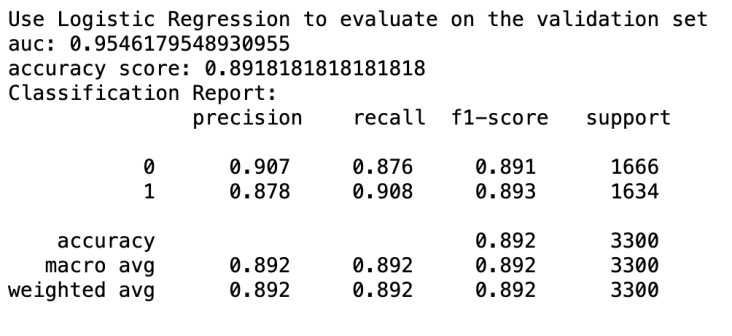 Use Logistic Regression to evaluate on the validation set
auc: 0.9546179548930955
accuracy score: 0.8918181818181818
Classification Report:
precision recall f1-score support
0 0.907 0.876 0.891 1666
1 0.878 0.908 0.893 1634
accuracy 0.892 3300
macro avg 0.892 0.892 0.892 3300
weighted avg 0.892 0.892 0.892 3300